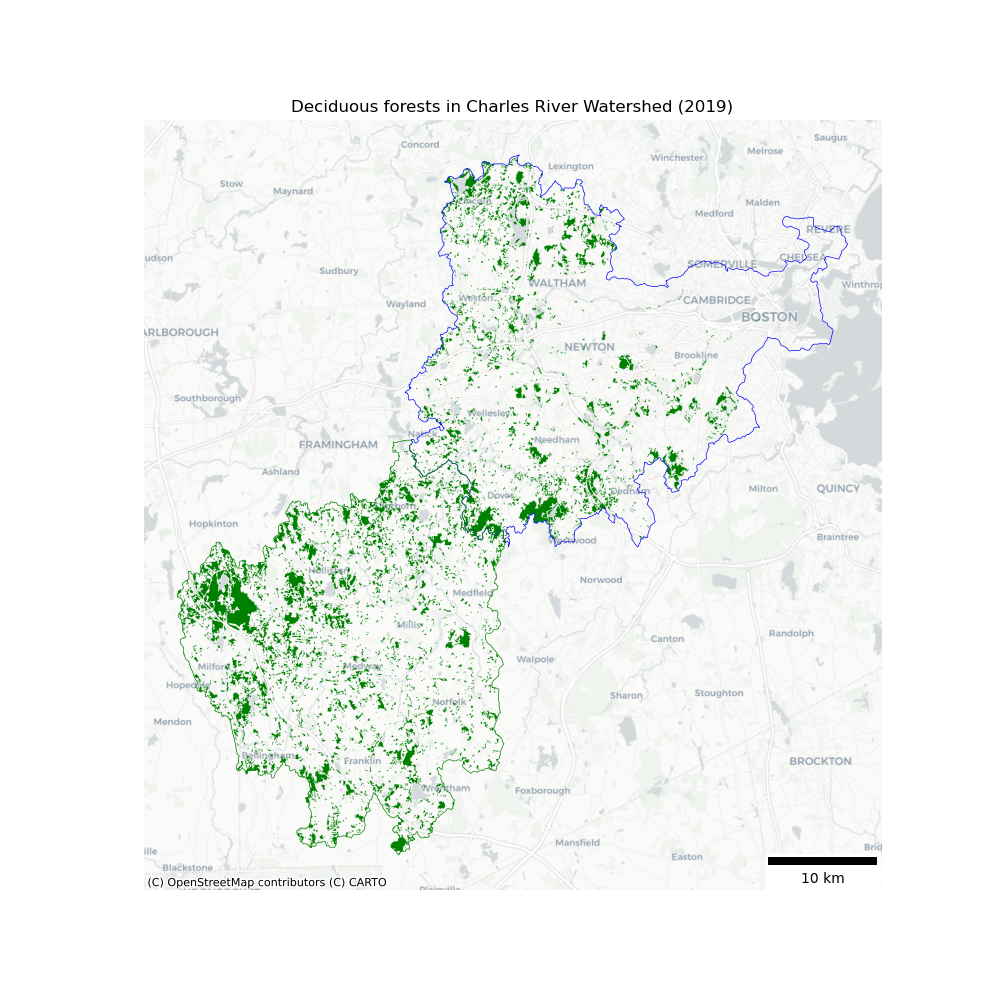 Deciduous forests in Charles River Watershed (2019)
Saugus
Concord
Melrose
Winchester
Lexington
Stow
Maynard
Malden
Medford
REVERE
CHELSEA
udson
SOMERVILLE
Sudbury
WALTHAM
Winthrop
Weston
CAMBRIDGE
Wayland
BOSTON
ARLBOROUGH
NEWTON
Brookline
Southborough
Wellesley
Natick
Needham
FRAMINGHAM
Ashland
Milton
QUINCY
Dedham
Dover
Hopkinton
Braintree
Westwood
Holliston
Norwood
Medfield
Millis
Randolph
Canton
Walpole
Milford
Medway
Hopedale
Sharon
Stoughton
Norfolk
Mendon
Bellingham
Franklin
BROCKTON
Wrentham
Foxborough
Mansfield
ille
Brid
Easton
Blackstone
10 km
(C) OpenStreetMap contributors (C) CARTO
Plainville